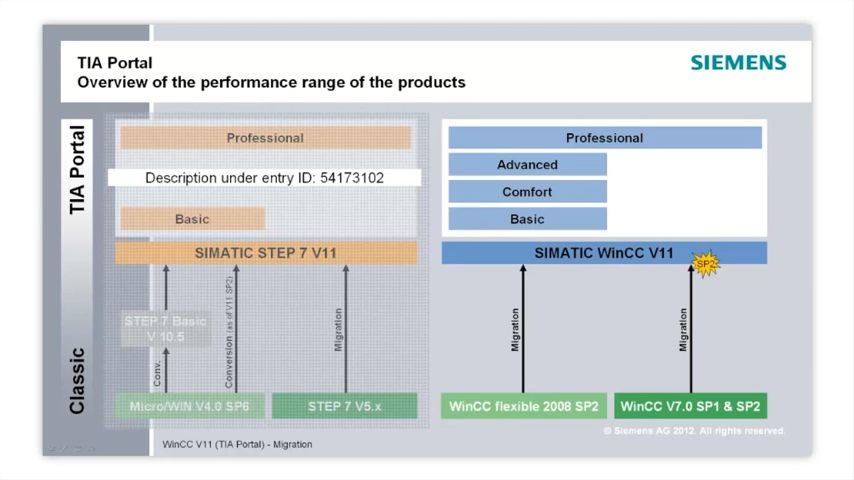 TIA Portal
Overview of the performance range of the products
SIEMENS
TIA Portal
Professional
Description under entry ID: 54173102
Basic
SIMATIC STEP 7 V11
Professional
Advanced
Comfort
Basic
SIMATIC WinCC V11
SP2
STEP 7 Basic
V 10.5
Conv.
Conversion (as of V11 SP2)
Migration
Migration
Migration
Classic
Micro/WIN V4.0 SP6
STEP 7 V5.x
WinCC flexible 2008 SP2
WinCC V7.0 SP1 & SP2
© Siemens AG 2012. All rights reserved.
WinCC V11 (TIA Portal) - Migration